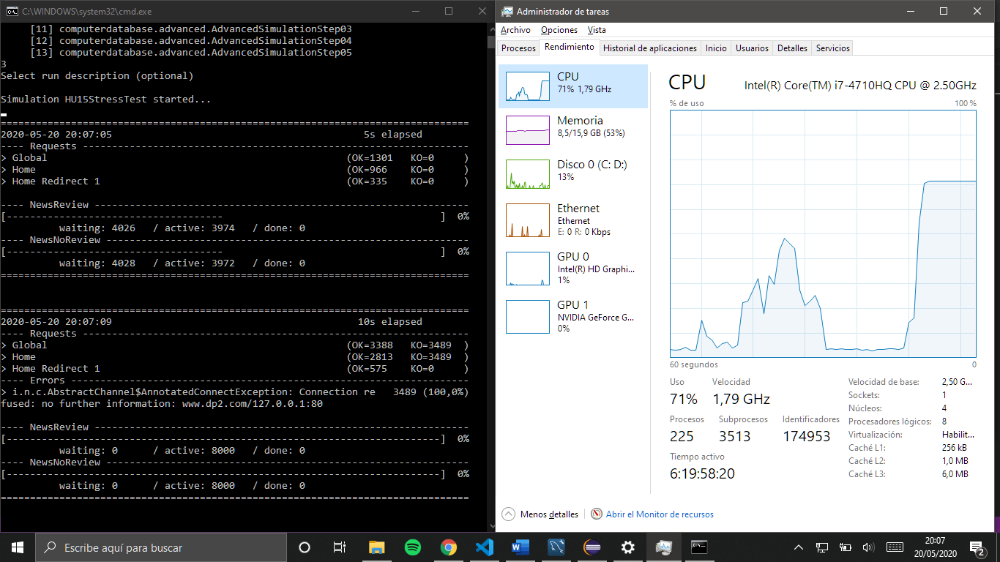 C:\WINDOWS\system32\cmd.exe
[11] computerdatabase.advanced.AdvancedSimulationStep03
[12] computerdatabase.advanced.AdvancedSimulationStep04
[13] computerdatabase.advanced.AdvancedSimulationStep05
3
Select run description (optional)
Simulation HU15StressTest started...
================================================================================
2020-05-20 20:07:05                                           5s elapsed
---- Requests ------------------------------------------------------------------
> Global                                                   (OK=1301   KO=0     )
> Home                                                     (OK=966    KO=0     )
> Home Redirect 1                                          (OK=335    KO=0     )
---- NewsReview ----------------------------------------------------------------
[-------------------------------------                                     ]  0%
          waiting: 4026   / active: 3974   / done: 0
---- NewsNoReview --------------------------------------------------------------
[-------------------------------------                                     ]  0%
          waiting: 4028   / active: 3972   / done: 0
================================================================================
================================================================================
2020-05-20 20:07:09                                          10s elapsed
---- Requests ------------------------------------------------------------------
> Global                                                   (OK=3388   KO=3489  )
> Home                                                     (OK=2813   KO=3489  )
> Home Redirect 1                                          (OK=575    KO=0     )
---- Errors --------------------------------------------------------------------
> i.n.c.AbstractChannel$AnnotatedConnectException: Connection re   3489 (100,0%)
fused: no further information: www.dp2.com/127.0.0.1:80
---- NewsReview ----------------------------------------------------------------
[--------------------------------------------------------------------------]  0%
          waiting: 0      / active: 8000   / done: 0
---- NewsNoReview --------------------------------------------------------------
[--------------------------------------------------------------------------]  0%
          waiting: 0      / active: 8000   / done: 0
================================================================================
Administrador de tareas
Archivo Opciones Vista
Procesos Rendimiento Historial de aplicaciones Inicio Usuarios Detalles Servicios
CPU
71% 1,79 GHz
Memoria
8,5/15,9 GB (53%)
Disco 0 (C: D:)
13%
Ethernet
Ethernet
E: 0 R: 0 Kbps
GPU 0
Intel(R) HD Graphi...
1%
GPU 1
NVIDIA GeForce G...
0%
CPU Intel(R) Core(TM) i7-4710HQ CPU @ 2.50GHz
% de uso 100 %
60 segundos 0
Uso Velocidad
71% 1,79 GHz
Procesos Subprocesos Identificadores
225 3513 174953
Tiempo activo
6:19:58:20
Velocidad de base: 2,50 G...
Sockets: 1
Núcleos: 4
Procesadores lógicos: 8
Virtualización: Habilit...
Caché L1: 256 kB
Caché L2: 1,0 MB
Caché L3: 6,0 MB
Menos detalles Abrir el Monitor de recursos
Escribe aquí para buscar
20:07
20/05/2020
2